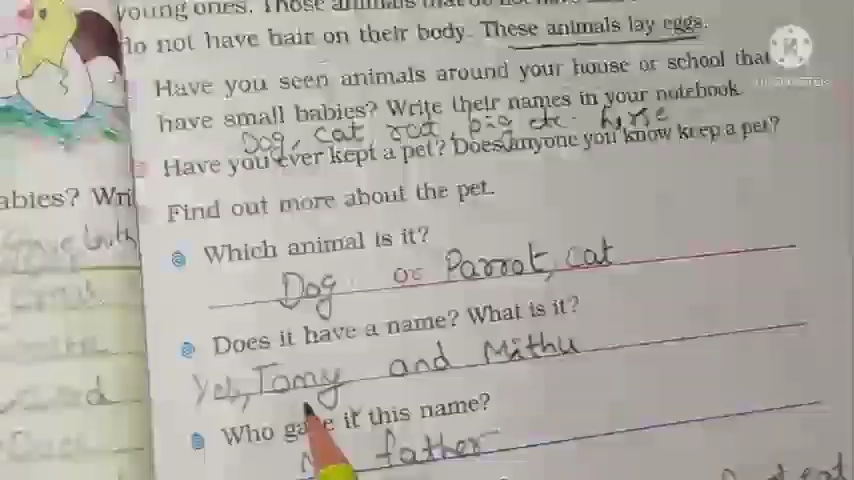 young ones. Those animals that do not have
do not have hair on their body. These animals lay eggs.
Have you seen animals around your house or school that
have small babies? Write their names in your notebook
Dog, cat rat, pig etc. horse
Have you ever kept a pet? Does anyone you know keep a pet?
abies? Wri
Find out more about the pet.
Which animal is it?
Dog or Parrot, cat
Does it have a name? What is it?
Yes, Tomy and Mithu
Who gave it this name?
father